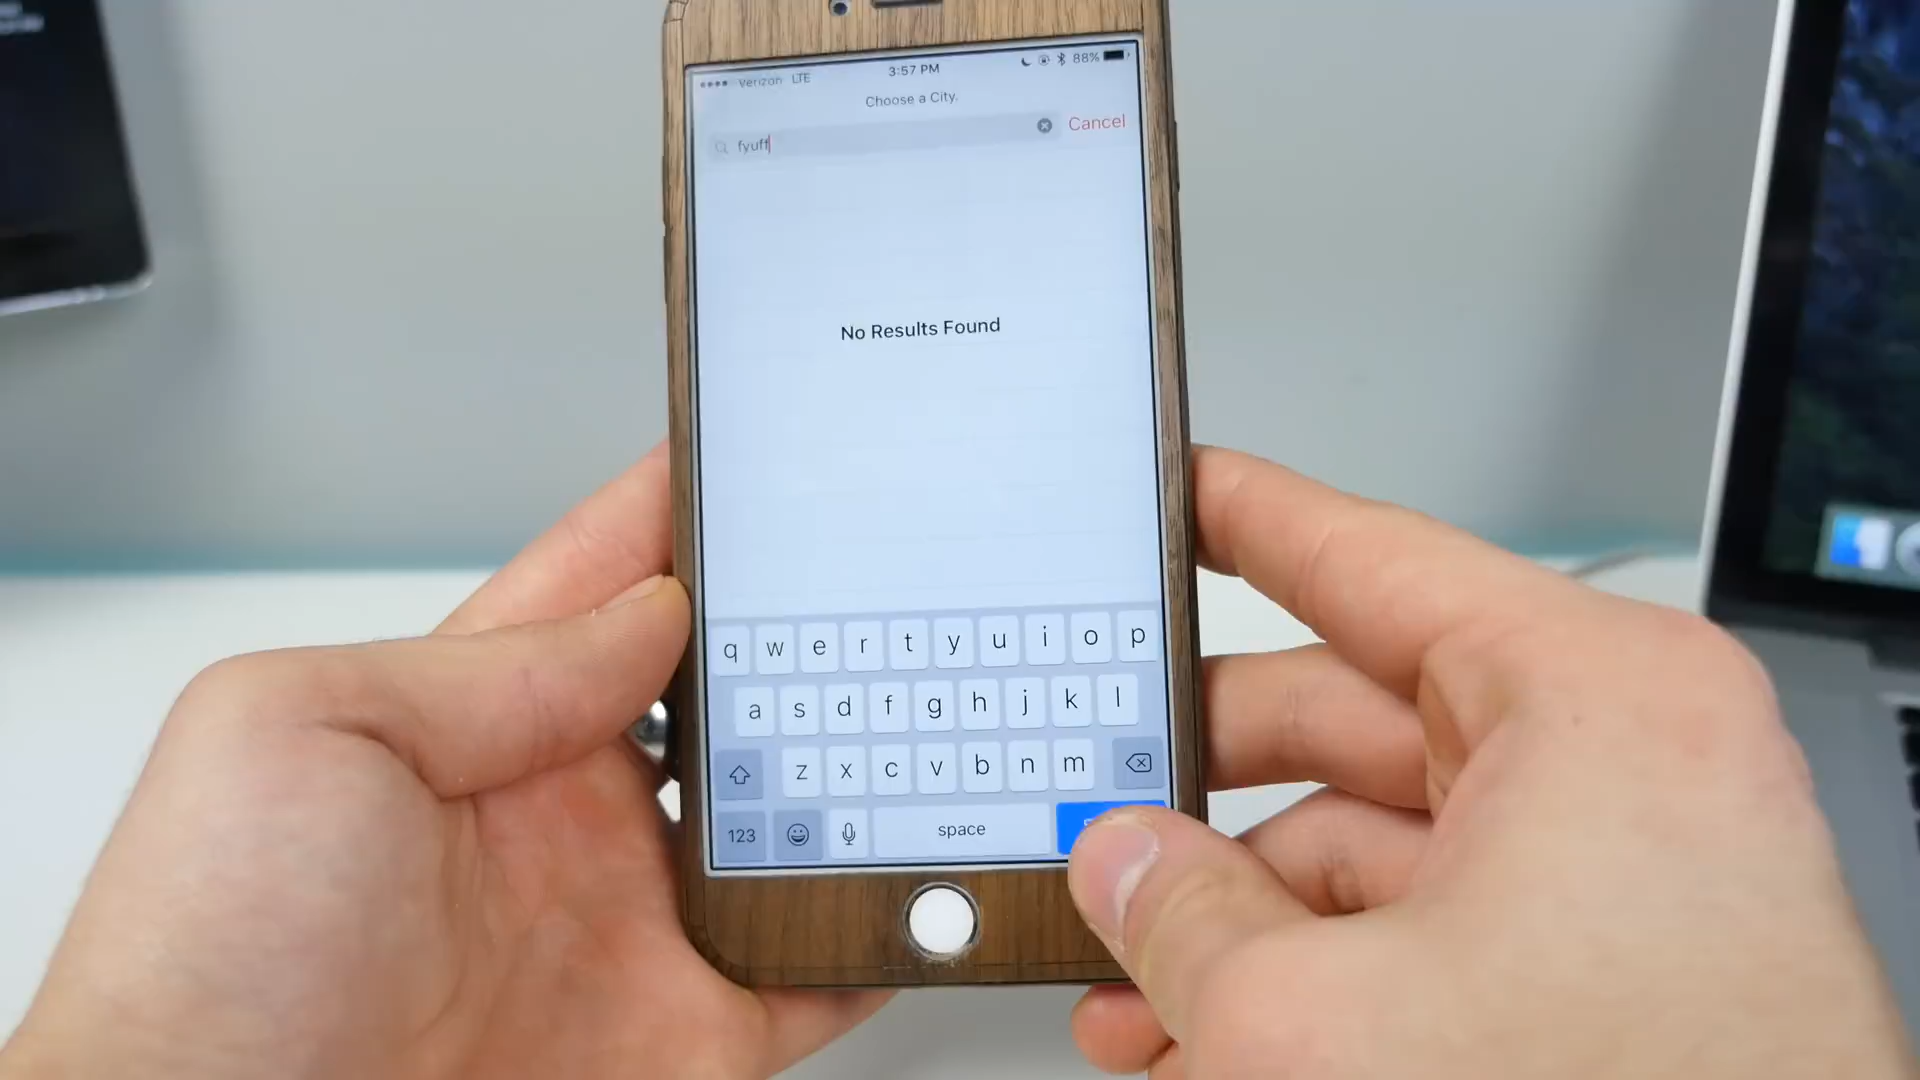 Verizon LTE 3:57 PM 88%
Choose a City.
fyuff Cancel
No Results Found
q w e r t y u i o p
a s d f g h j k l
z x c v b n m
123 space